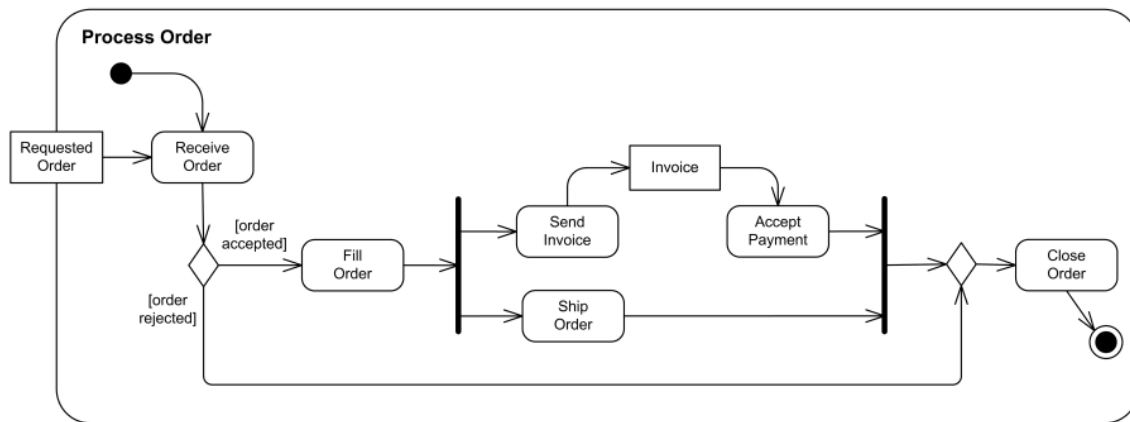 Process Order
Requested
Order
Receive
Order
[order
accepted]
[order
rejected]
Fill
Order
Send
Invoice
Invoice
Accept
Payment
Ship
Order
Close
Order